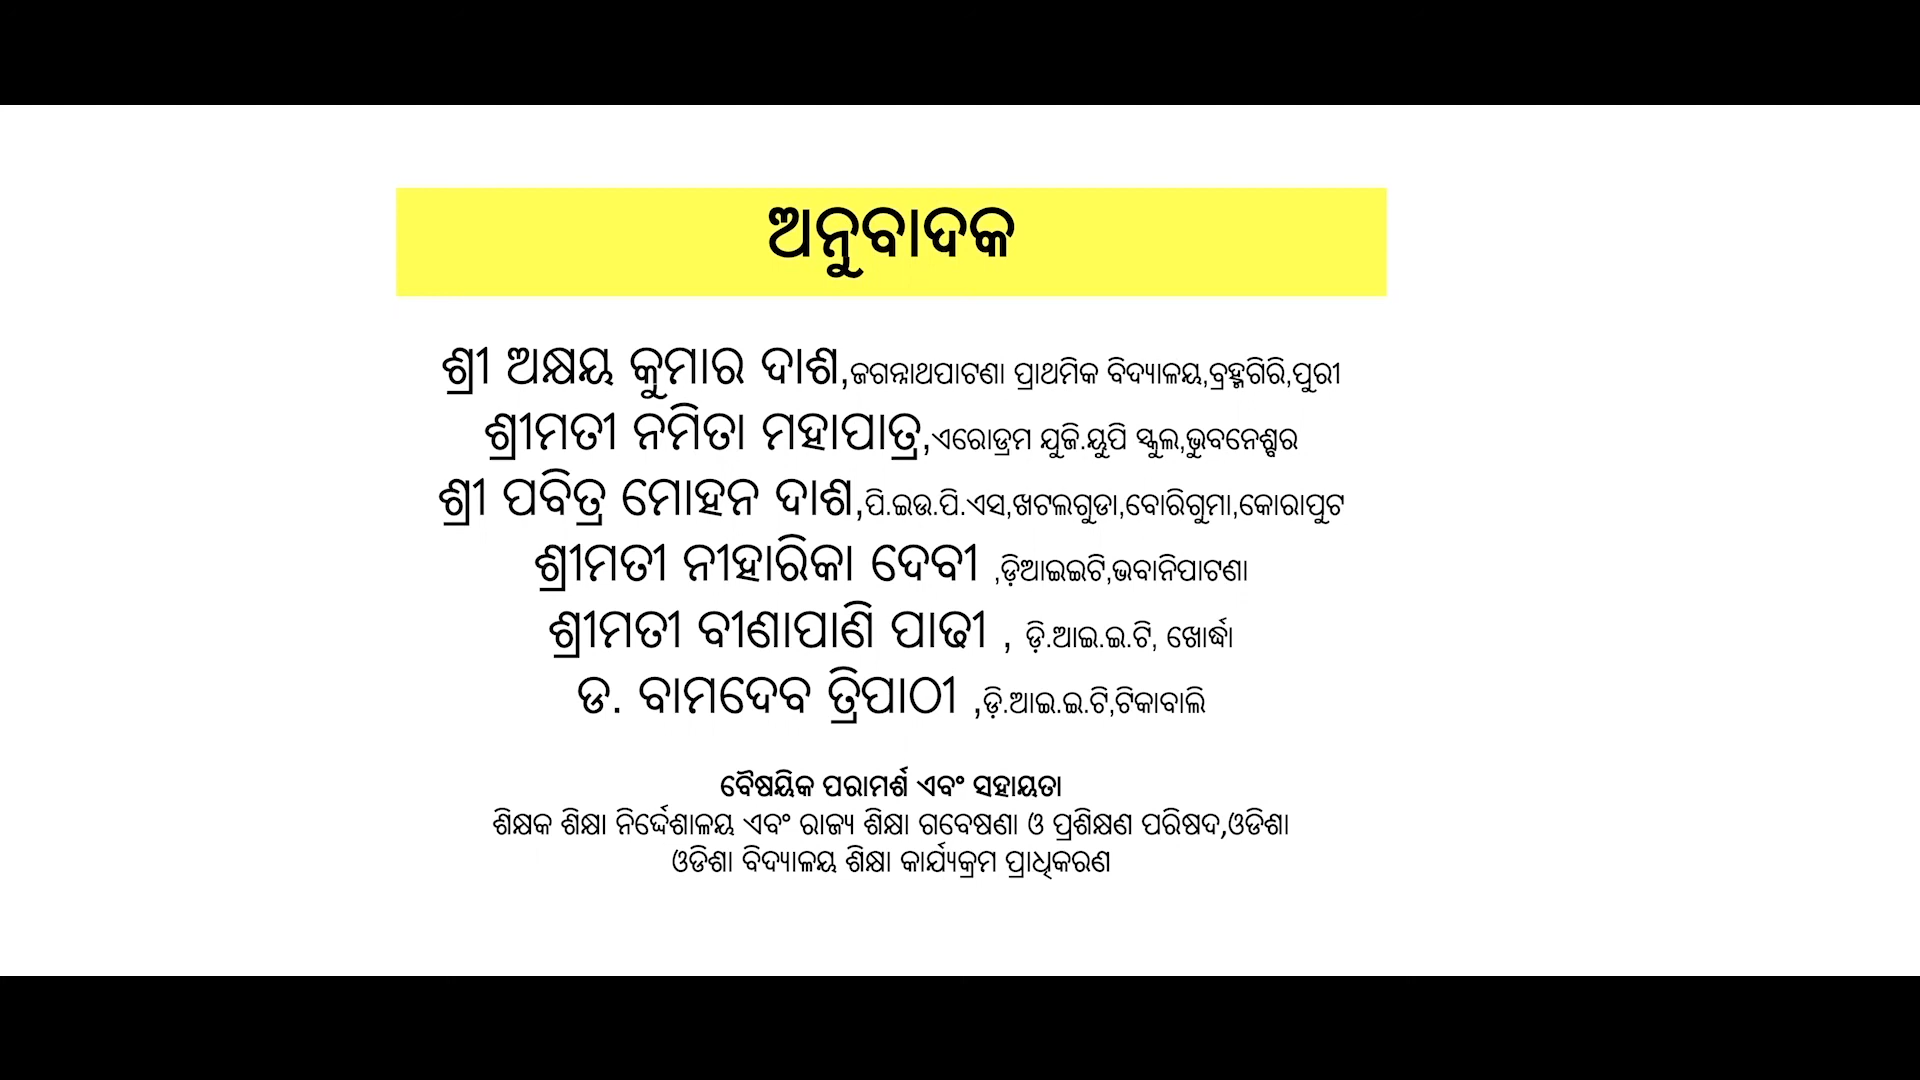 ଅନୁବାଦକ
ଶ୍ରୀ ଅକ୍ଷୟ କୁମାର ଦାଶ,ଜଗନ୍ନାଥପାଟଣା ପ୍ରାଥମିକ ବିଦ୍ୟାଳୟ,ବ୍ରହ୍ମଗିରି,ପୁରୀ
ଶ୍ରୀମତୀ ନମିତା ମହାପାତ୍ର,ଏରୋଡ୍ରମ ଯୁଜି.ୟୁପି ସ୍କୁଲ,ଭୁବନେଶ୍ବର
ଶ୍ରୀ ପବିତ୍ର ମୋହନ ଦାଶ,ପି.ଇଉ.ପି.ଏସ,ଖଟଲଗୁଡା,ବୋରିଗୁମା,କୋରାପୁଟ
ଶ୍ରୀମତୀ ନୀହାରିକା ଦେବୀ ,ଡ଼ିଆଇଇଟି,ଭବାନିପାଟଣା
ଶ୍ରୀମତୀ ବୀଣାପାଣି ପାଢୀ , ଡ଼ି.ଆଇ.ଇ.ଟି, ଖୋର୍ଦ୍ଧା
ଡ. ବାମଦେବ ତ୍ରିପାଠୀ ,ଡ଼ି.ଆଇ.ଇ.ଟି,ଟିକାବାଲି
ବୈଷୟିକ ପରାମର୍ଶ ଏବଂ ସହାୟତା
ଶିକ୍ଷକ ଶିକ୍ଷା ନିର୍ଦ୍ଦେଶାଳୟ ଏବଂ ରାଜ୍ୟ ଶିକ୍ଷା ଗବେଷଣା ଓ ପ୍ରଶିକ୍ଷଣ ପରିଷଦ,ଓଡିଶା
ଓଡିଶା ବିଦ୍ୟାଳୟ ଶିକ୍ଷା କାର୍ଯ୍ୟକ୍ରମ ପ୍ରାଧିକରଣ